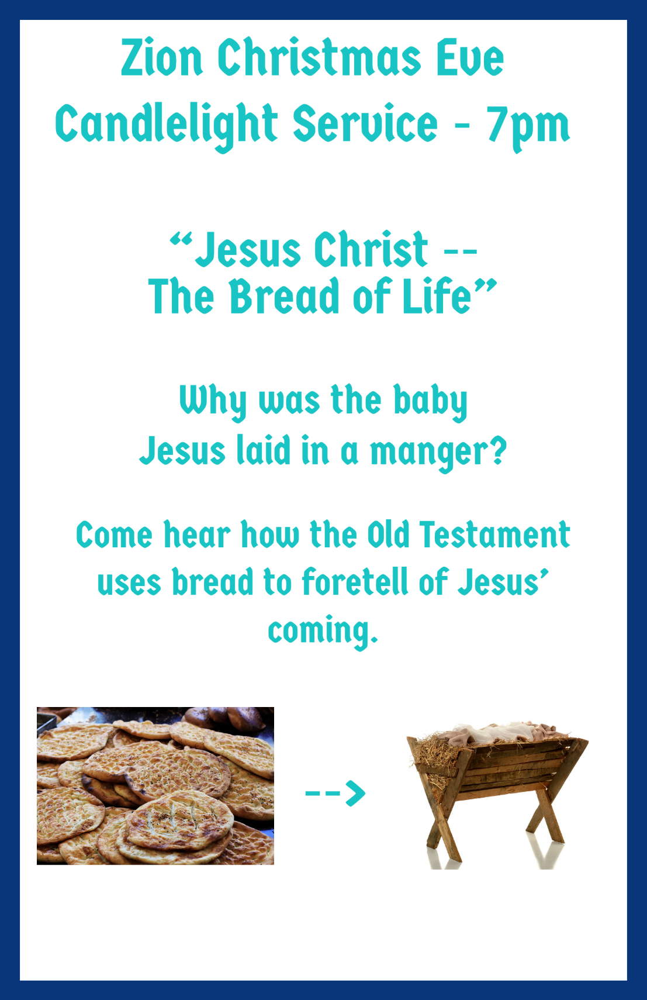 Zion Christmas Eve
Candlelight Service - 7pm
“Jesus Christ --
The Bread of Life”
Why was the baby
Jesus laid in a manger?
Come hear how the Old Testament
uses bread to foretell of Jesus’
coming.
-->